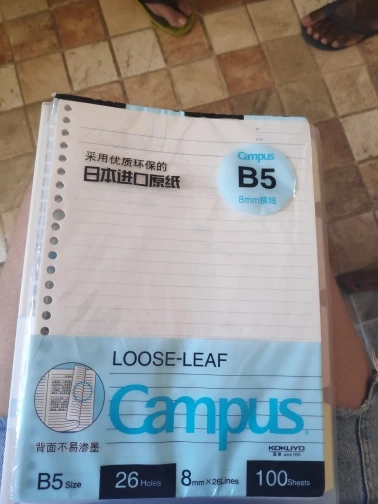 采用优质环保的
日本进口原纸
Campus
B5
8mm横线
LOOSE-LEAF
Campus
背面不易渗墨
KOKUYO
B5 Size
26 Holes
8mm×26Lines
100Sheets